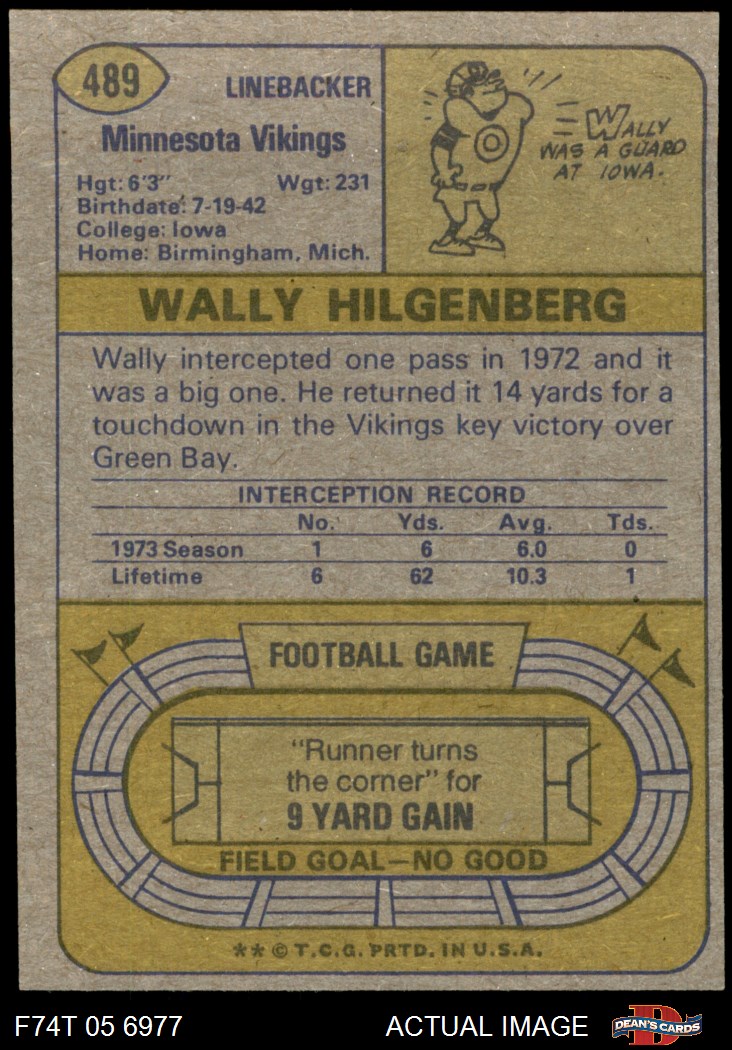 489
LINEBACKER
Minnesota Vikings
Hgt: 6'3" Wgt: 231
Birthdate: 7-19-42
College: Iowa
Home: Birmingham, Mich.
WALLY
WAS A GUARD
AT IOWA.
WALLY HILGENBERG
Wally intercepted one pass in 1972 and it
was a big one. He returned it 14 yards for a
touchdown in the Vikings key victory over
Green Bay.
INTERCEPTION RECORD
No. Yds. Avg. Tds.
1973 Season 1 6 6.0 0
Lifetime 6 62 10.3 1
FOOTBALL GAME
"Runner turns
the corner" for
9 YARD GAIN
FIELD GOAL—NO GOOD
** © T.C.G. PRTD. IN U.S.A.
F74T 05 6977 ACTUAL IMAGE
D
DEAN'S CARDS